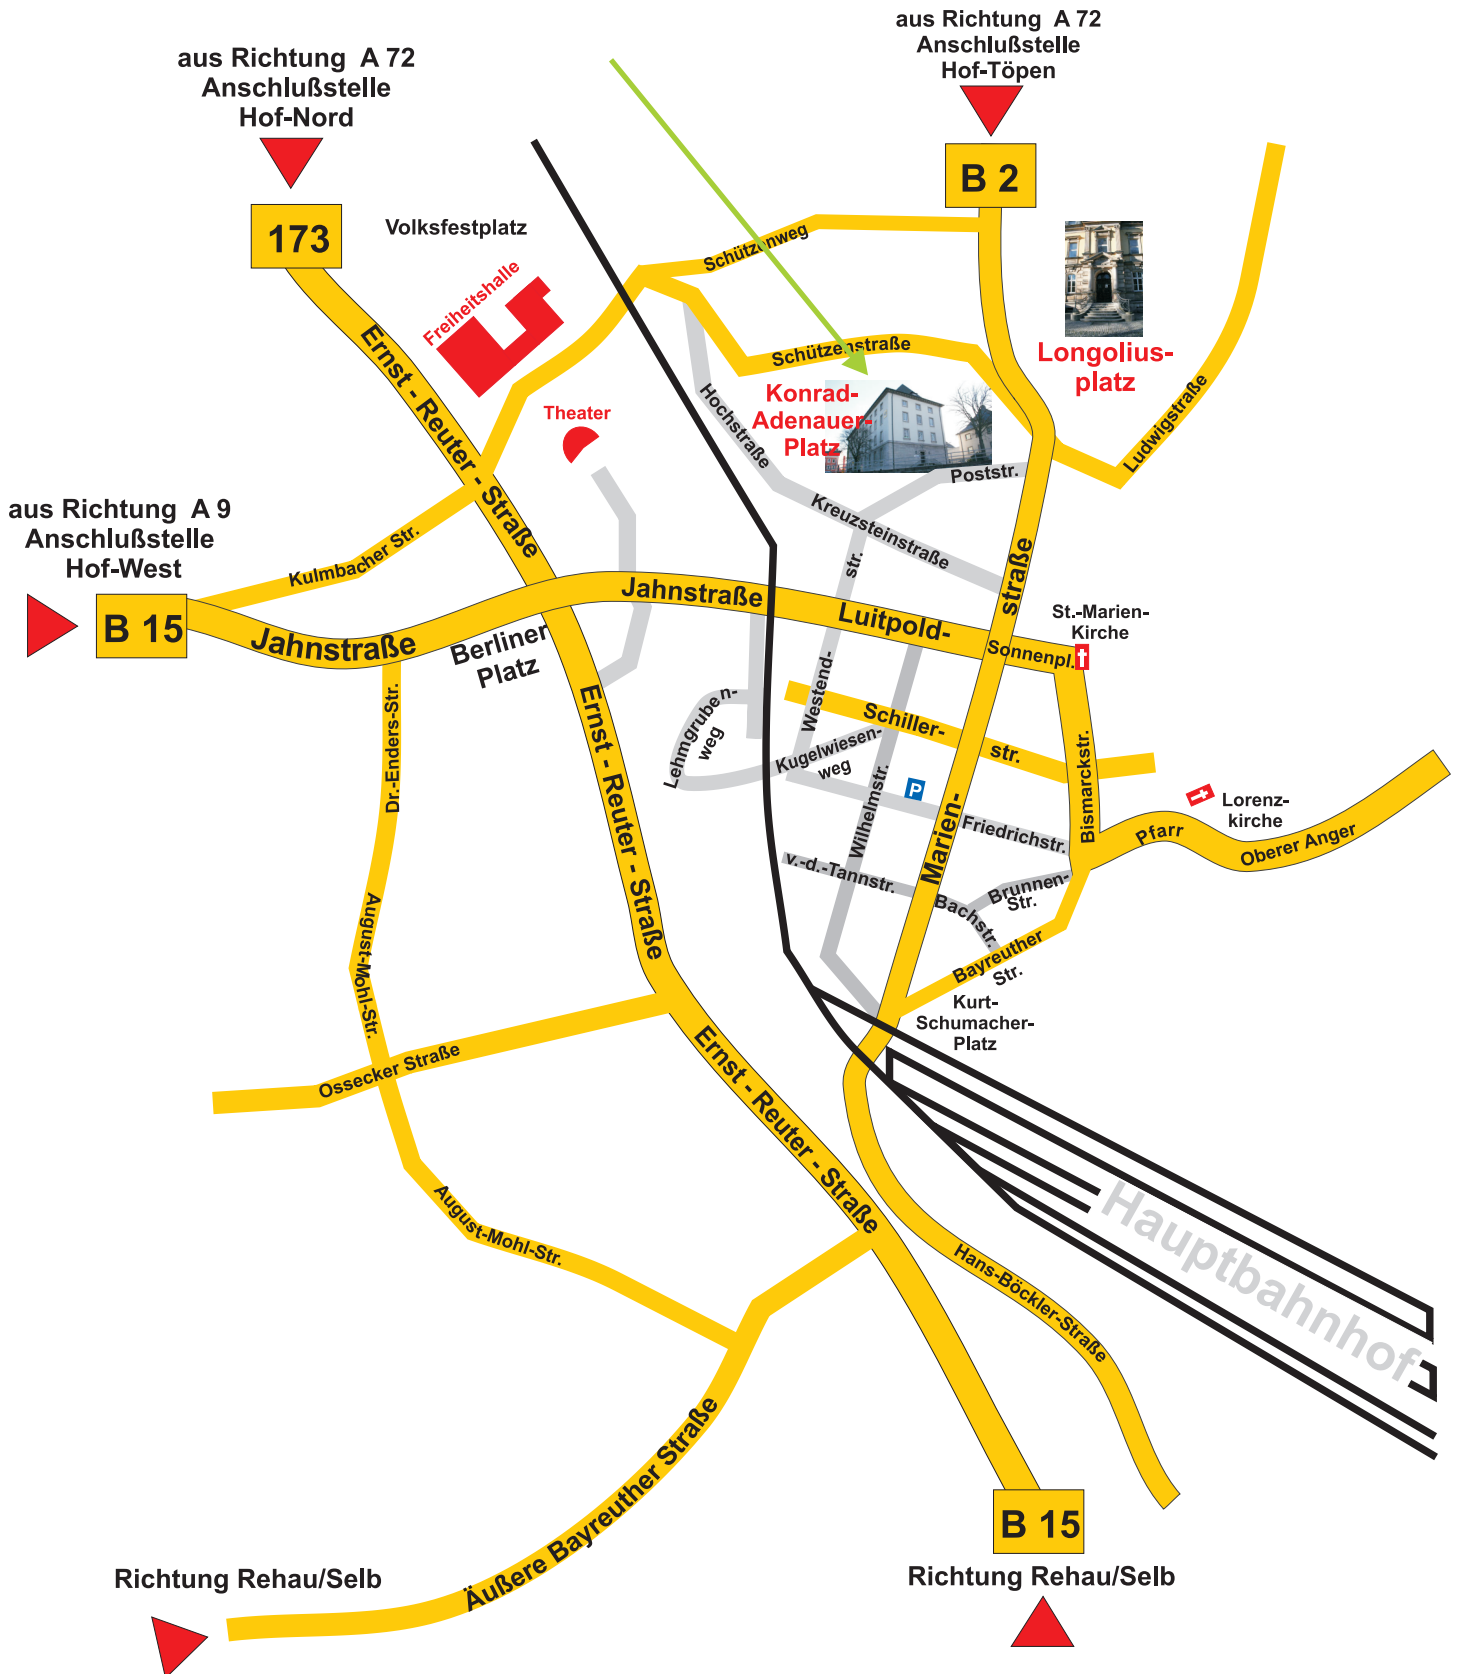 aus Richtung A 72
Anschlußstelle
Hof-Töpen
aus Richtung A 72
Anschlußstelle
Hof-Nord
B 2
173
Volksfestplatz
Schützenweg
Freiheitshalle
Ernst - Reuter - Straße
Schützenstraße
Longolius-
platz
Konrad-
Adenauer-
Platz
Hochstraße
Theater
Ludwigstraße
Poststr.
Kreuzsteinstraße
aus Richtung A 9
Anschlußstelle
Hof-West
Kulmbacher Str.
B 15
Jahnstraße
Jahnstraße
Luitpold-
straße
St.-Marien-
Kirche
Sonnenpl.
Berliner
Platz
str.
Westend-
Lehmgruben-
weg
Schiller-
str.
Kugelwiesen-
weg
Wilhelmstr.
P
Bismarckstr.
Dr.-Enders-Str.
Ernst - Reuter - Straße
Marien-
Friedrichstr.
Lorenz-
kirche
Pfarr
Oberer Anger
v.-d.-Tannstr.
Brunnen-
Str.
Bachstr.
Bayreuther
Str.
August-Mohl-Str.
Kurt-
Schumacher-
Platz
Ossecker Straße
Ernst - Reuter - Straße
August-Mohl-Str.
Hauptbahnhof
Hans-Böckler-Straße
Äußere Bayreuther Straße
B 15
Richtung Rehau/Selb
Richtung Rehau/Selb